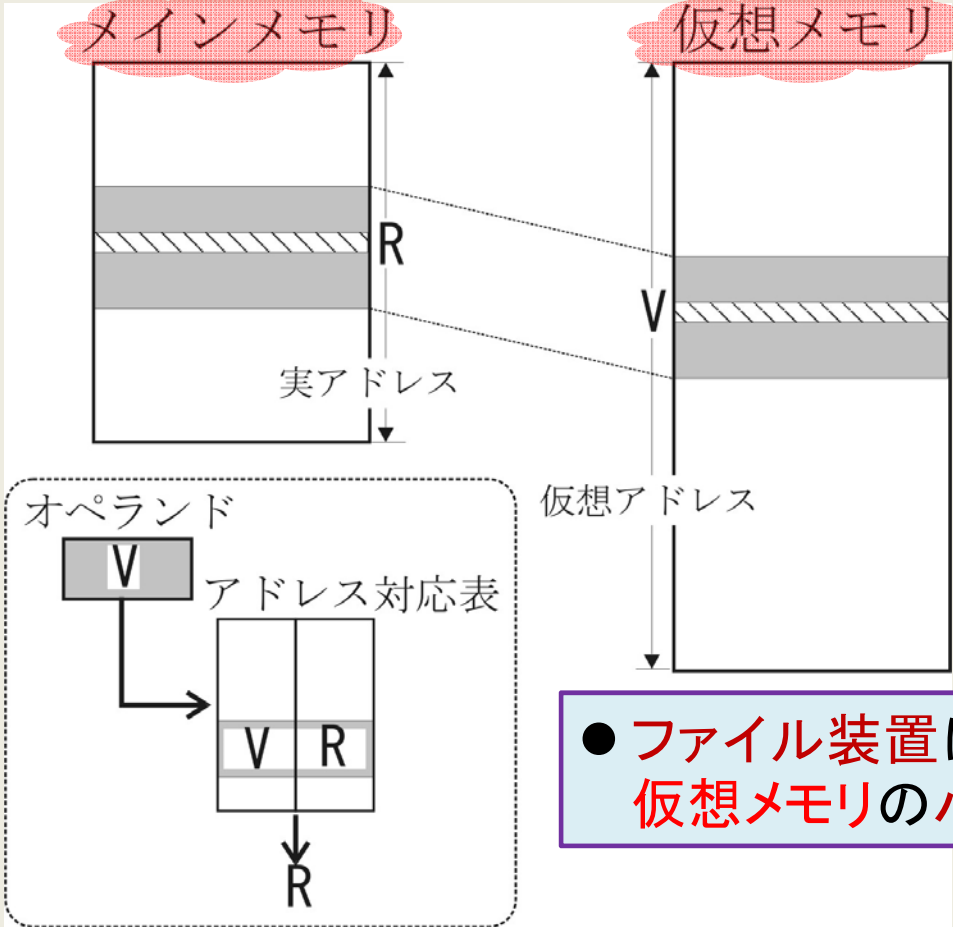 メインメモリ
仮想メモリ
R
V
実アドレス
仮想アドレス
オペランド
V
アドレス対応表
V R
R
● ファイル装置
仮想メモリの